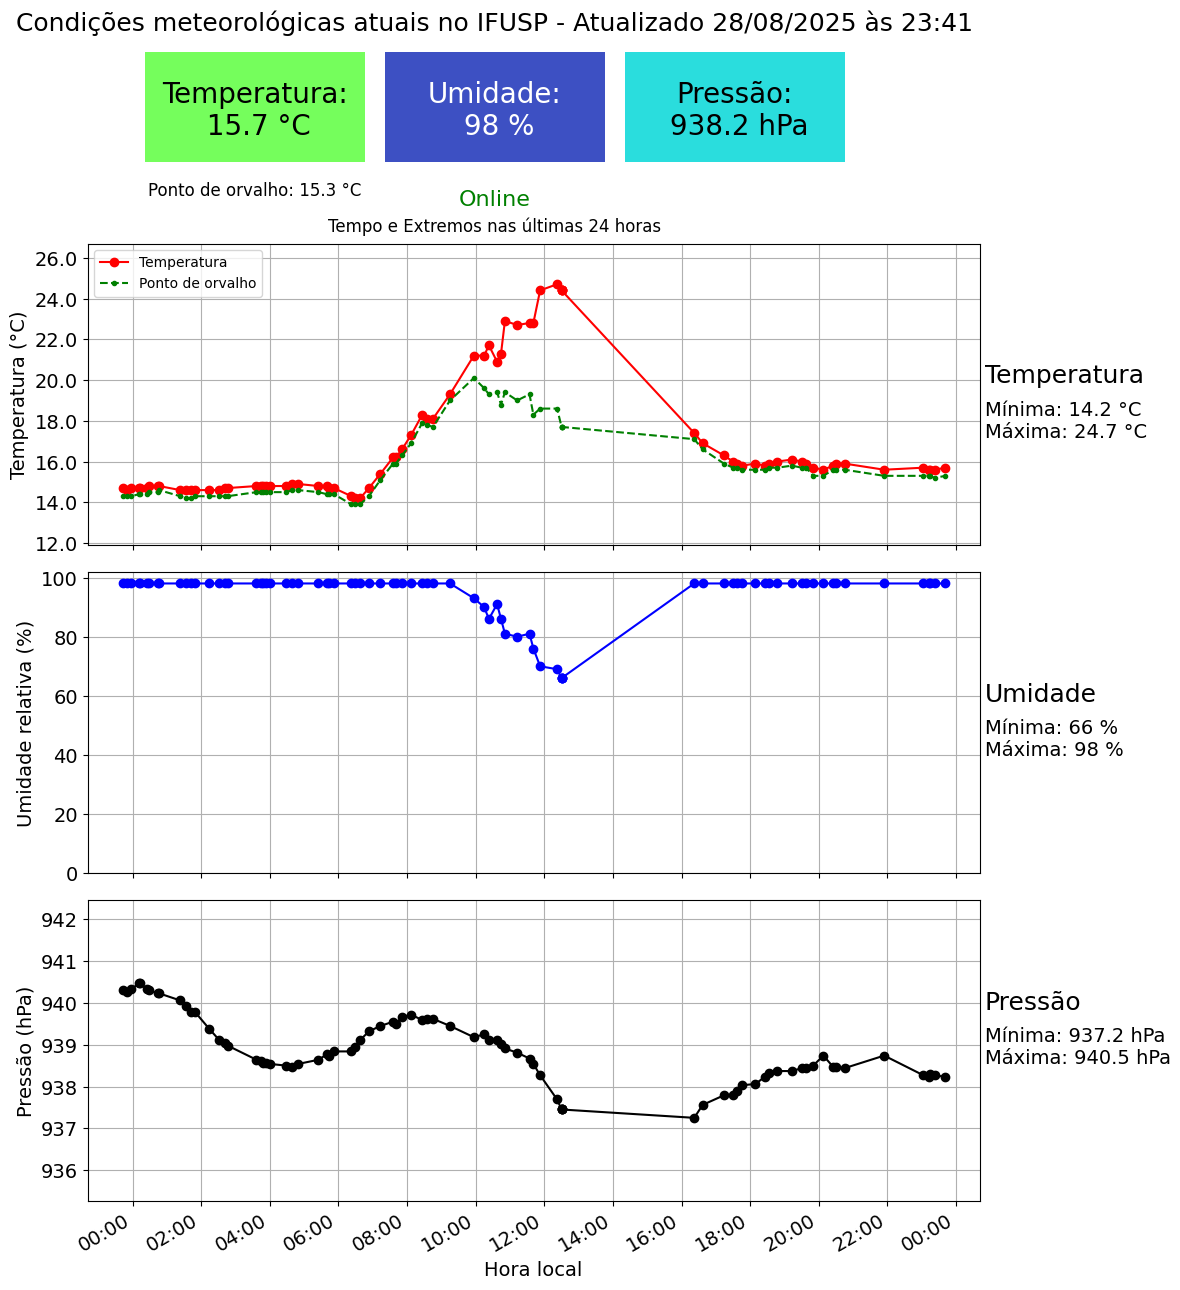 Condições meteorológicas atuais no IFUSP - Atualizado 28/08/2025 às 23:41
Temperatura:
15.7 °C
Umidade:
98 %
Pressão:
938.2 hPa
Ponto de orvalho: 15.3 °C
Online
Tempo e Extremos nas últimas 24 horas
Temperatura
Ponto de orvalho
26.0
24.0
22.0
20.0
18.0
16.0
14.0
12.0
Temperatura (°C)
Temperatura
Mínima: 14.2 °C
Máxima: 24.7 °C
100
80
60
40
20
0
Umidade relativa (%)
Umidade
Mínima: 66 %
Máxima: 98 %
942
941
940
939
938
937
936
Pressão (hPa)
Pressão
Mínima: 937.2 hPa
Máxima: 940.5 hPa
00:00
02:00
04:00
06:00
08:00
10:00
12:00
14:00
16:00
18:00
20:00
22:00
00:00
Hora local